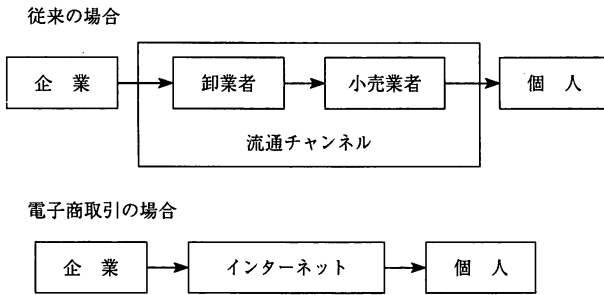 従来の場合
企 業
卸業者
小売業者
個 人
流通チャンネル
電子商取引の場合
企 業
インターネット
個 人